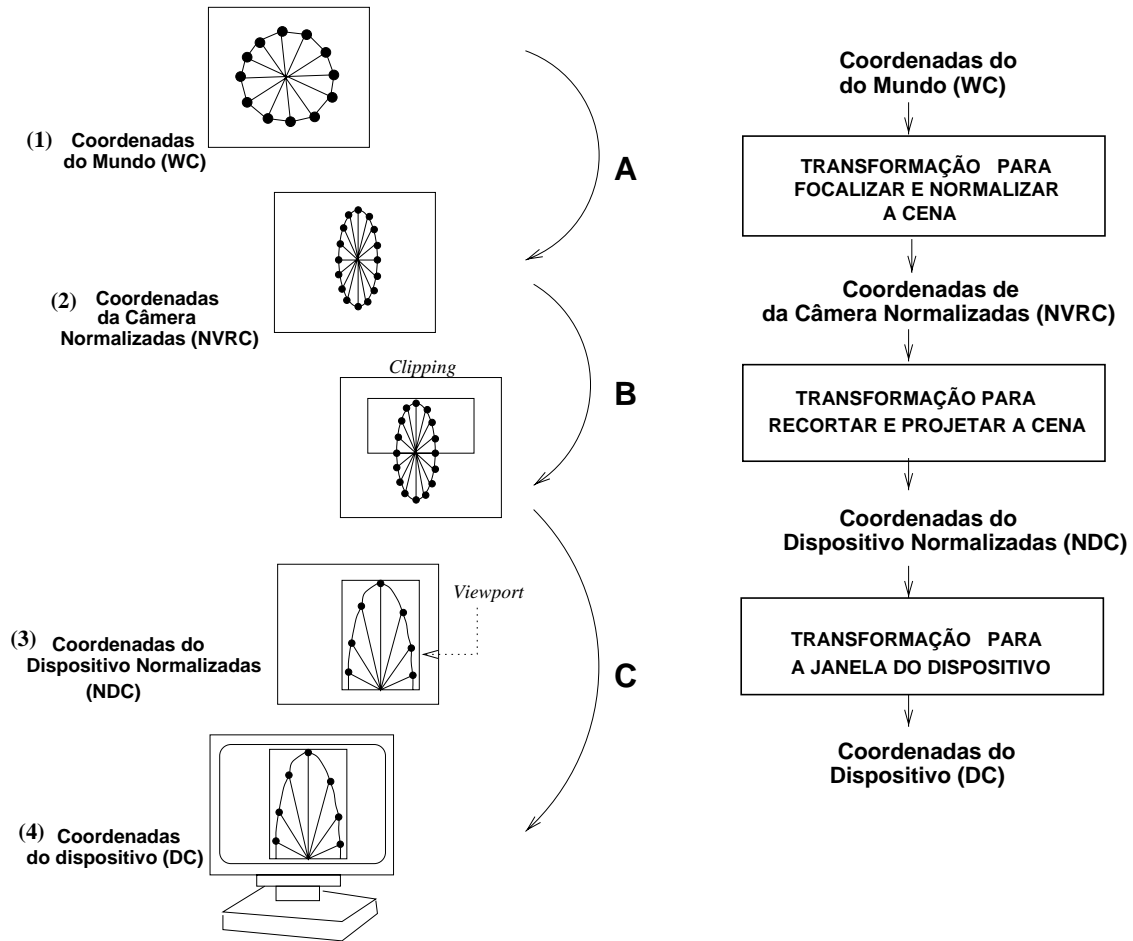 (1) Coordenadas
do Mundo (WC)
A
(2) Coordenadas
da Câmera
Normalizadas (NVRC)
Clipping
B
Viewport
(3) Coordenadas do
Dispositivo Normalizadas
(NDC)
C
(4) Coordenadas
do dispositivo (DC)
Coordenadas do
do Mundo (WC)
TRANSFORMAÇÃO PARA
FOCALIZAR E NORMALIZAR
A CENA
Coordenadas de
da Câmera Normalizadas (NVRC)
TRANSFORMAÇÃO PARA
RECORTAR E PROJETAR A CENA
Coordenadas do
Dispositivo Normalizadas (NDC)
TRANSFORMAÇÃO PARA
A JANELA DO DISPOSITIVO
Coordenadas do
Dispositivo (DC)